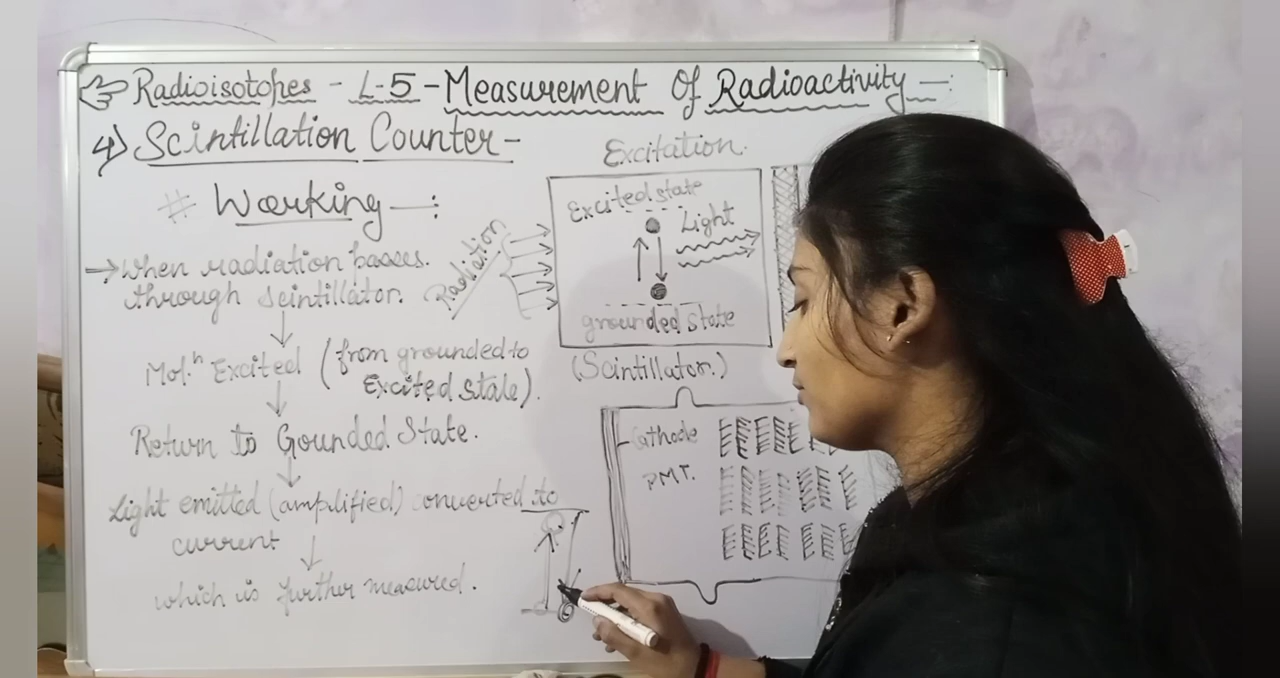 Radioisotopes - L-5 - Measurement Of Radioactivity -:
4) Scintillation Counter -
# Working -:
→ When radiation passes
through scintillator.
↓
Mol.n Excited (from grounded to
Excited state).
↓
Return to Gounded State.
↓
Light emitted (amplified) converted to
current
↓
which is further measured.
Excitation.
Radiation
Excited state
Light
grounded state
(Scintillator.)
Cathode
P.M.T.